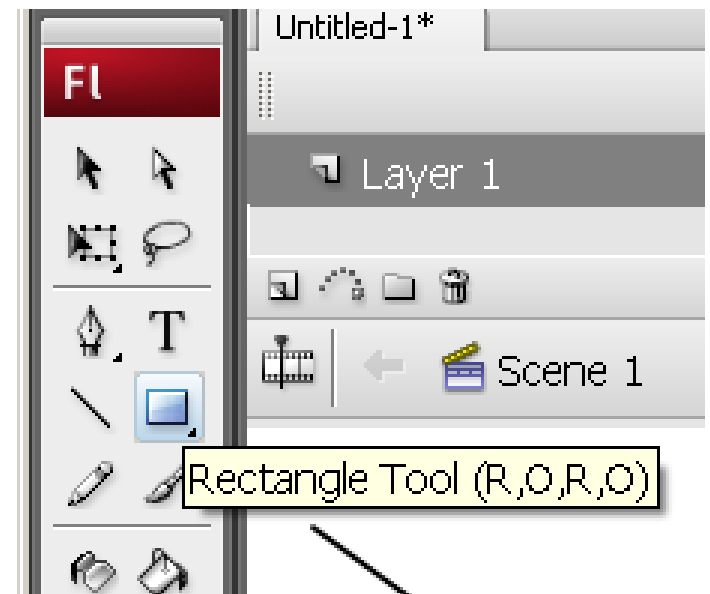 Untitled-1*
Fl
Layer 1
T
Scene 1
Rectangle Tool (R,O,R,O)